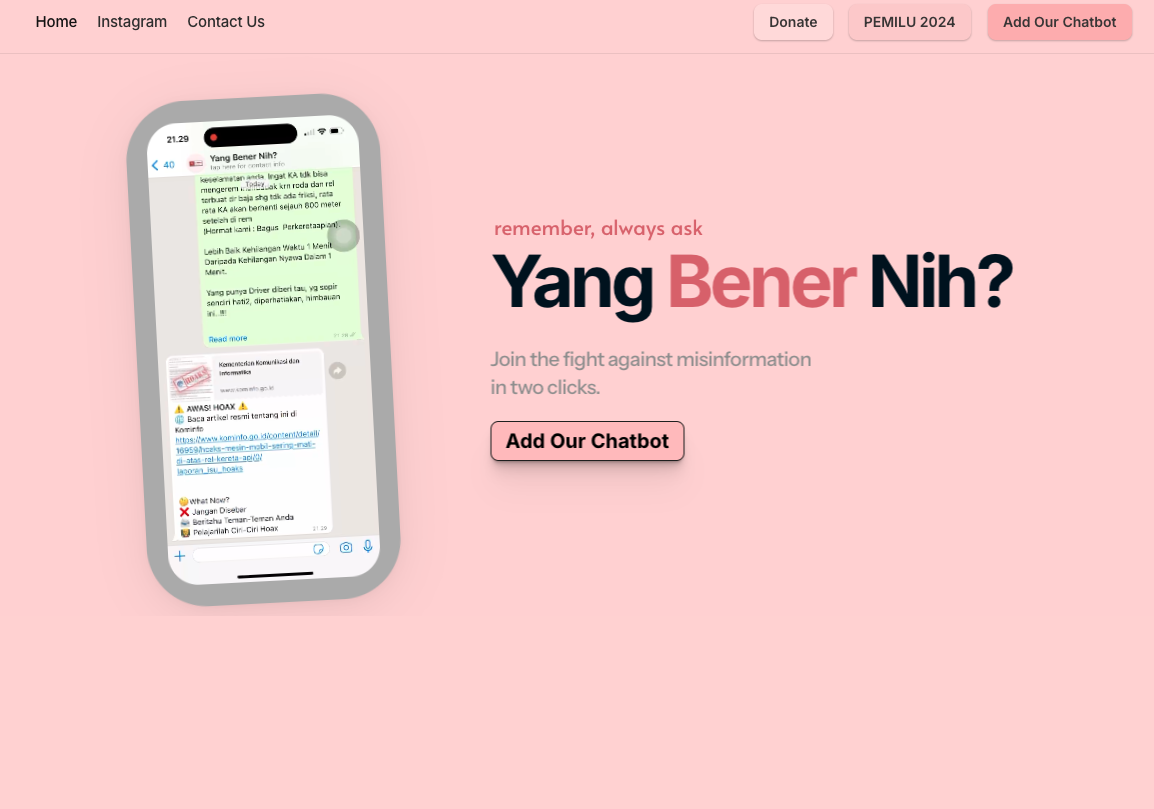 Home Instagram Contact Us Donate PEMILU 2024 Add Our Chatbot
21.29
40 Yang Bener Nih?
Tap here for contact info
keselamatan anda. Ingat KA tdk bisa
Today
mengerem mendadak krn roda dan rel
terbuat dr baja shg tdk ada friksi, rata
rata KA akan berhenti sejauh 800 meter
setelah di rem
(Hormat kami : Bagus Perkeretaapian).
Lebih Baik Kehilangan Waktu 1 Menit
Daripada Kehilangan Nyawa Dalam 1
Menit.
Yang punya Driver diberi tau, yg sopir
sendiri hati2, diperhatiakan, himbauan
ini..!!!
Read more
21.29
Kementerian Komunikasi dan
Informatika
HOAKS
www.kominfo.go.id
⚠️ AWAS! HOAX ⚠️
🌐 Baca artikel resmi tentang ini di
Kominfo
https://www.kominfo.go.id/content/detail/
16959/hoaks-mesin-mobil-sering-mati-
di-atas-rel-kereta-api/0/
laporan_isu_hoaks
🤔What Now?
❌ Jangan Disebar
Beritahu Teman-Teman Anda
Pelajarilah Ciri-Ciri Hoax
21.29
remember, always ask
Yang Bener Nih?
Join the fight against misinformation
in two clicks.
Add Our Chatbot